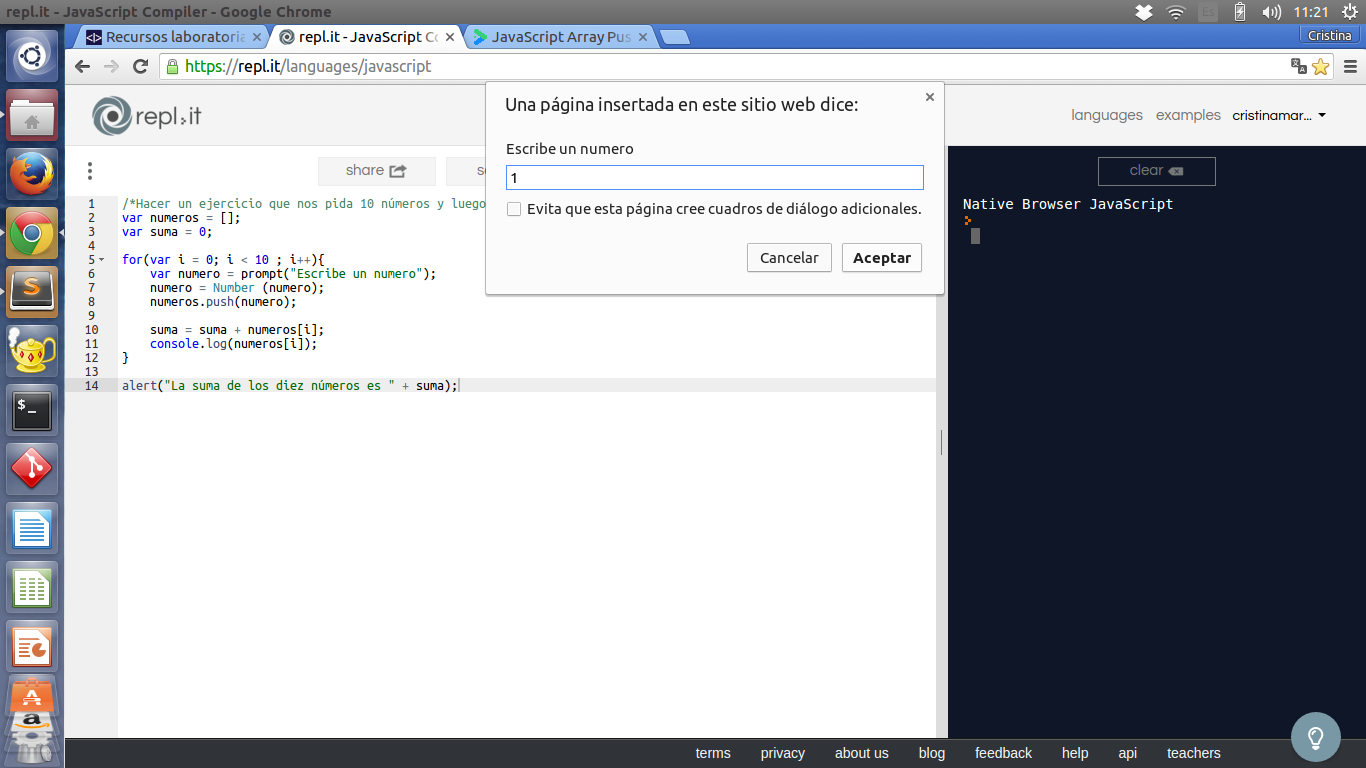 repl.it - JavaScript Compiler - Google Chrome
Es
11:21
Recursos laboratoria
repl.it - JavaScript Co
JavaScript Array Pus
Cristina
https://repl.it/languages/javascript
repl.it
languages
examples
cristinamar...
Una página insertada en este sitio web dice:
Escribe un numero
1
Evita que esta página cree cuadros de diálogo adicionales.
Cancelar
Aceptar
share
clear
1 /*Hacer un ejercicio que nos pida 10 números y luego
2 var numeros = [];
3 var suma = 0;
4
5 for(var i = 0; i < 10 ; i++){
6 var numero = prompt("Escribe un numero");
7 numero = Number (numero);
8 numeros.push(numero);
9
10 suma = suma + numeros[i];
11 console.log(numeros[i]);
12 }
13
14 alert("La suma de los diez números es " + suma);
Native Browser JavaScript
terms
privacy
about us
blog
feedback
help
api
teachers